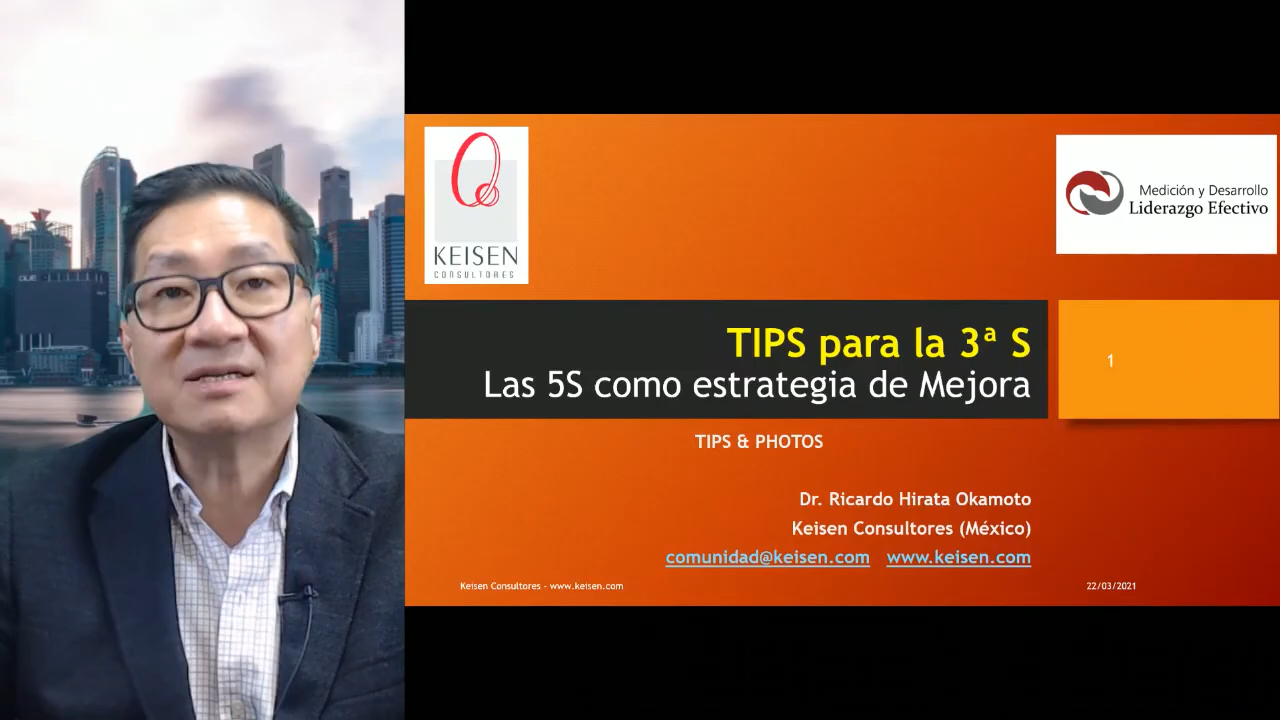 KEISEN
CONSULTORES
Medición y Desarrollo
Liderazgo Efectivo
TIPS para la 3ª S
Las 5S como estrategia de Mejora
1
TIPS & PHOTOS
Dr. Ricardo Hirata Okamoto
Keisen Consultores (México)
comunidad@keisen.com www.keisen.com
Keisen Consultores - www.keisen.com
22/03/2021